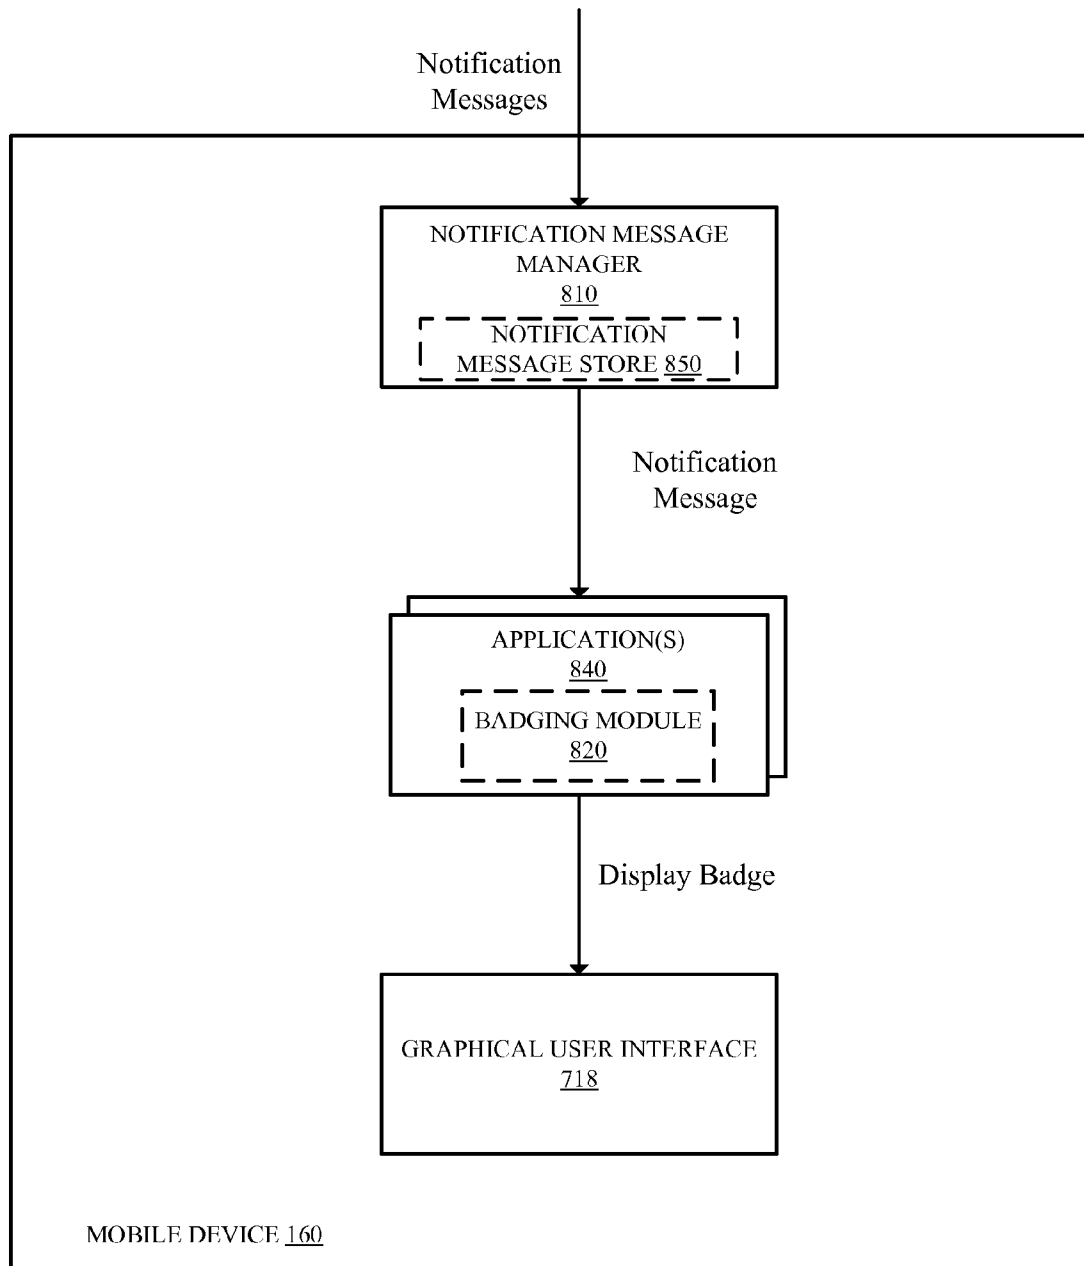 Notification
Messages
NOTIFICATION MESSAGE
MANAGER
810
NOTIFICATION
MESSAGE STORE 850
Notification
Message
APPLICATION(S)
840
BADGING MODULE
820
Display Badge
GRAPHICAL USER INTERFACE
718
MOBILE DEVICE 160